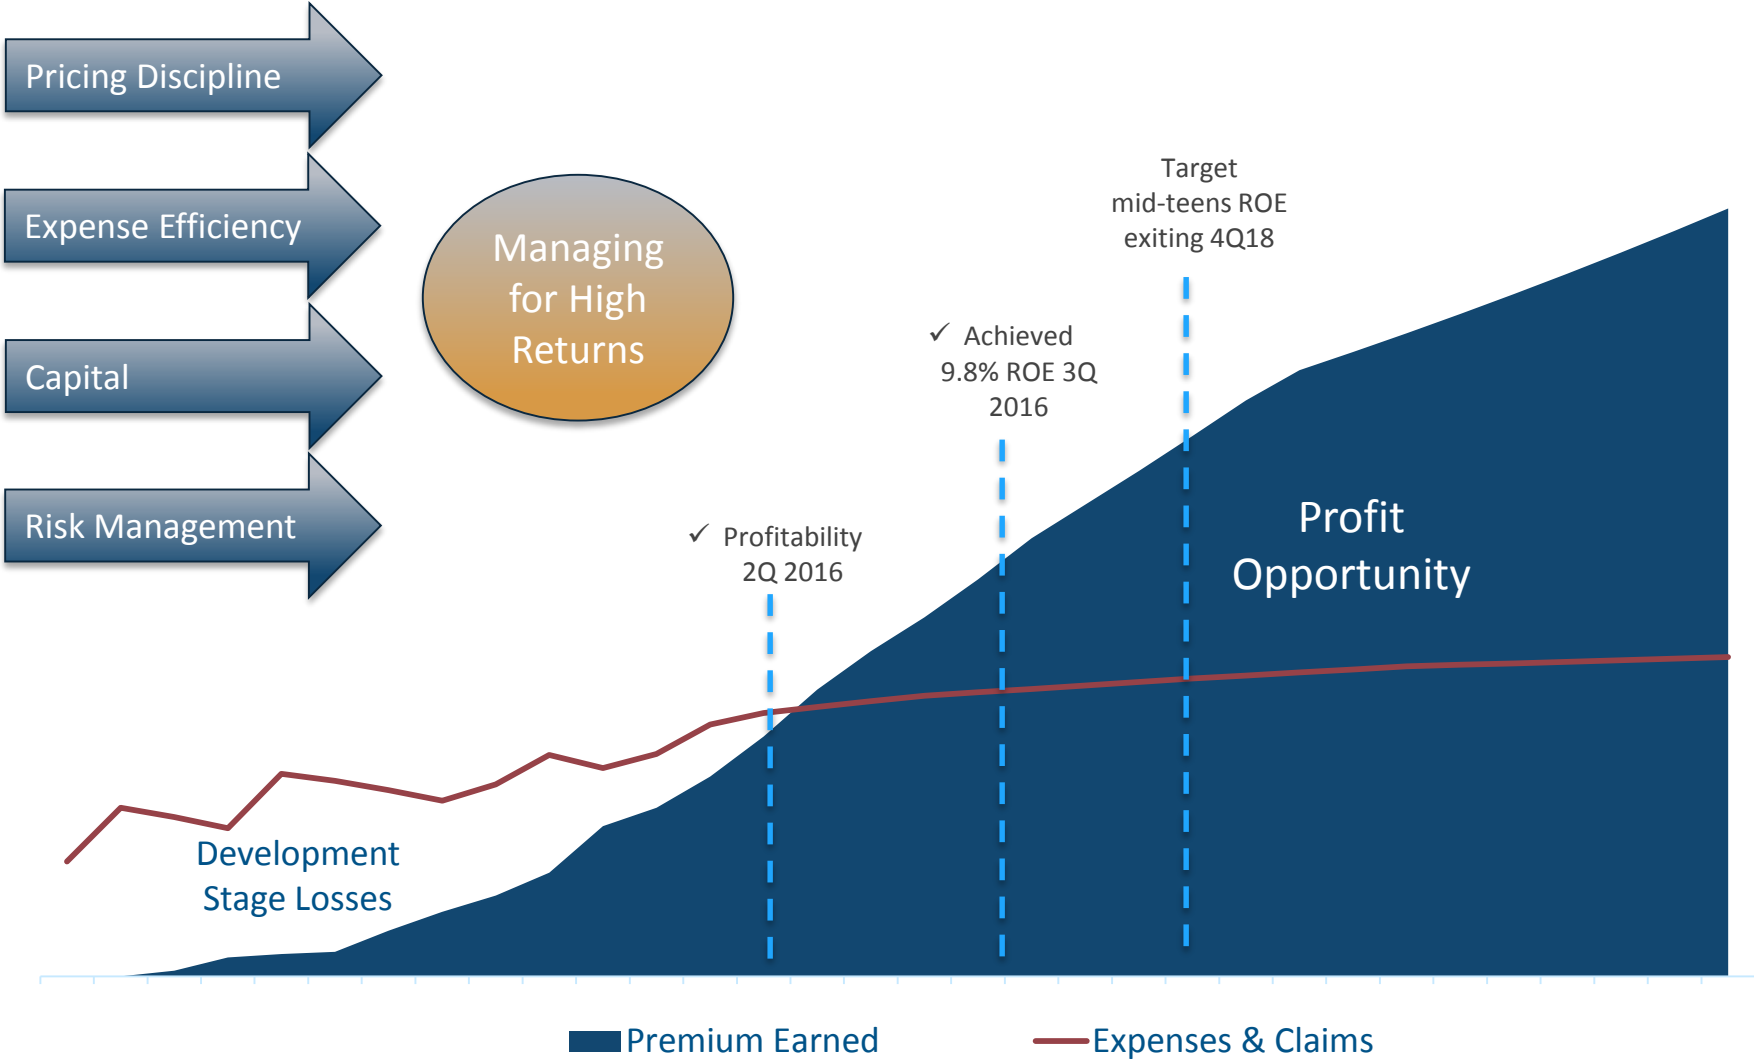 Pricing Discipline
Expense Efficiency
Capital
Risk Management
Managing
for High
Returns
Target
mid-teens ROE
exiting 4Q18
✓ Achieved
9.8% ROE 3Q
2016
✓ Profitability
2Q 2016
Profit
Opportunity
Development
Stage Losses
Premium Earned
Expenses & Claims